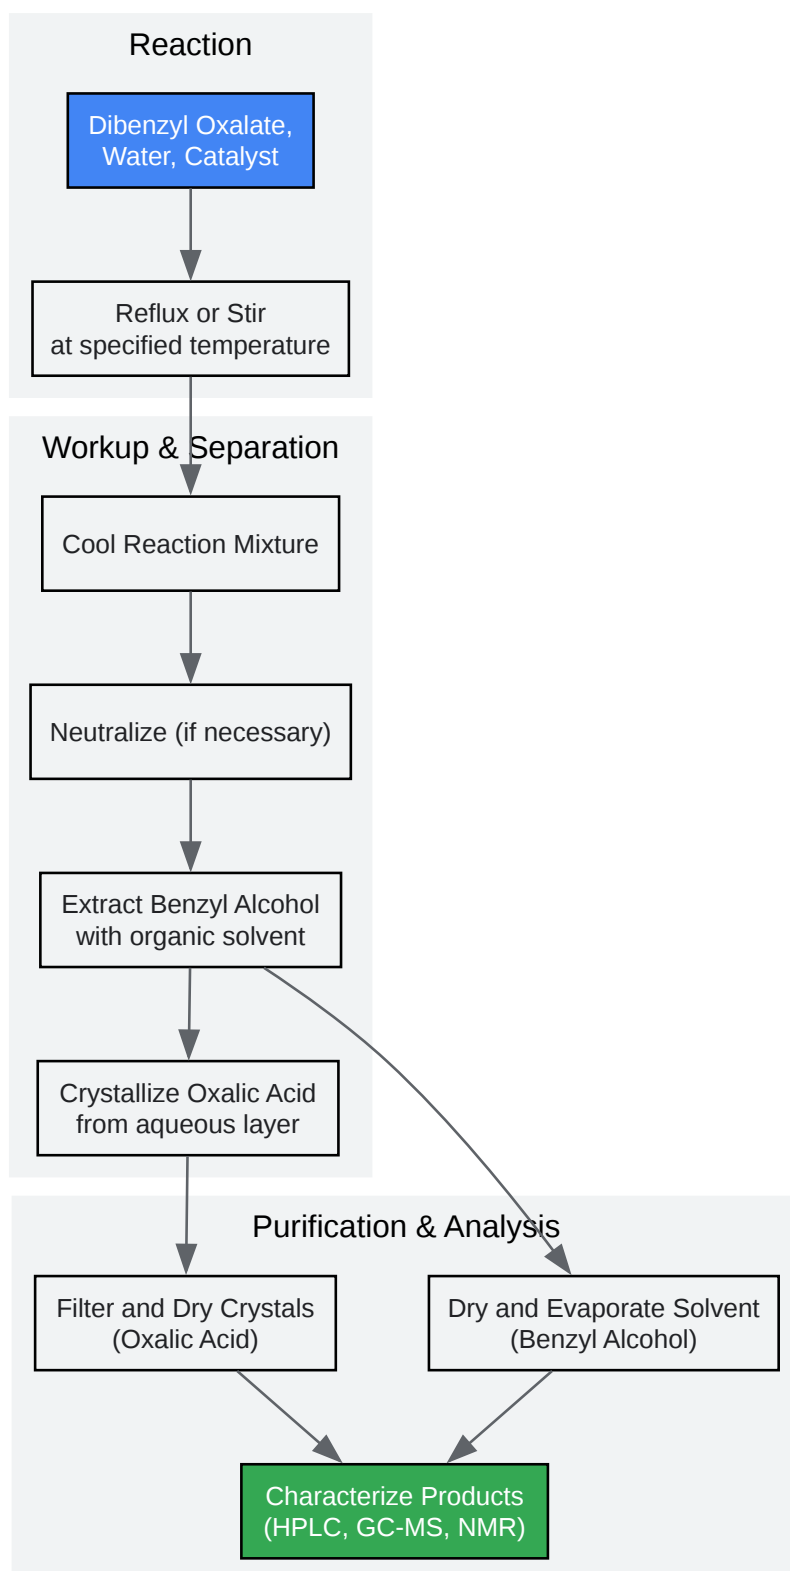 Reaction
Dibenzyl Oxalate,
Water, Catalyst
Reflux or Stir
at specified temperature
Workup & Separation
Cool Reaction Mixture
Neutralize (if necessary)
Extract Benzyl Alcohol
with organic solvent
Crystallize Oxalic Acid
from aqueous layer
Purification & Analysis
Filter and Dry Crystals
(Oxalic Acid)
Dry and Evaporate Solvent
(Benzyl Alcohol)
Characterize Products
(HPLC, GC-MS, NMR)